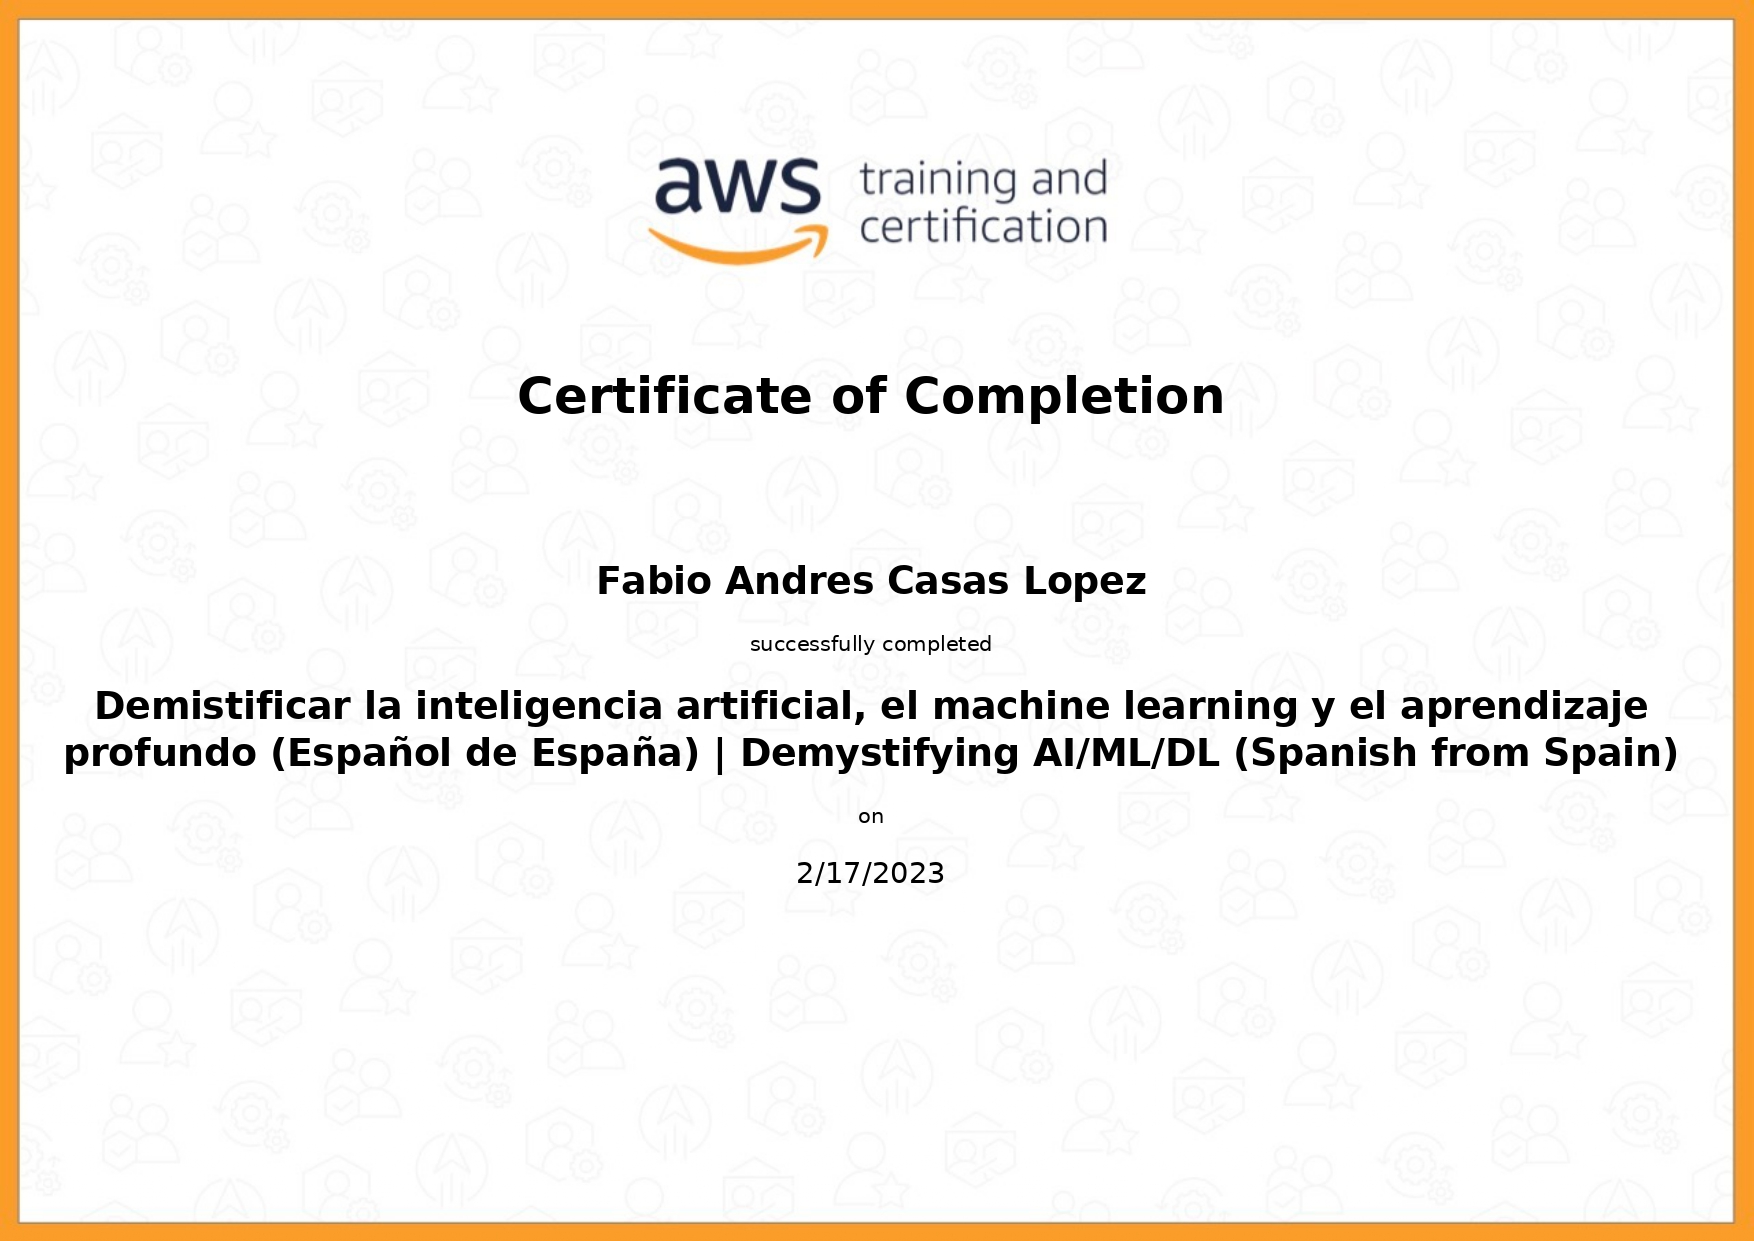 aws training and
certification
Certificate of Completion
Fabio Andres Casas Lopez
successfully completed
Demistificar la inteligencia artificial, el machine learning y el aprendizaje
profundo (Español de España) | Demystifying AI/ML/DL (Spanish from Spain)
on
2/17/2023